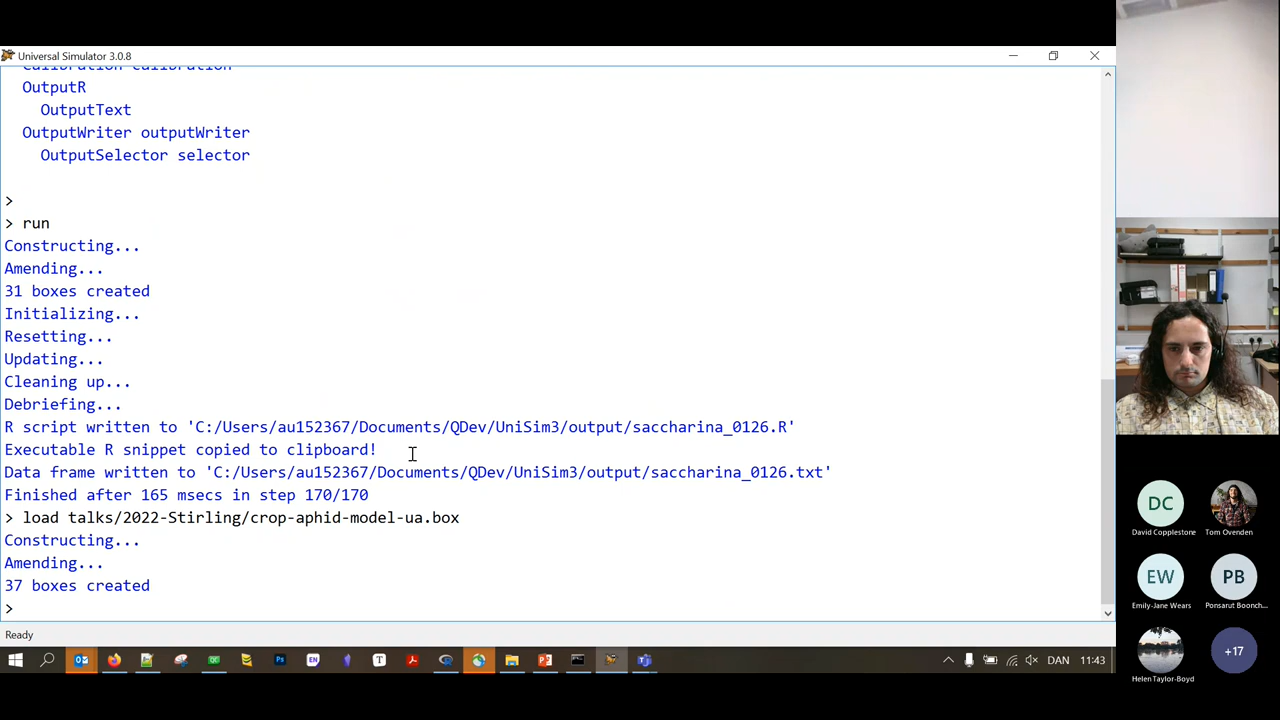 Universal Simulator 3.0.8
Calibration calibration
OutputR
OutputText
OutputWriter outputWriter
OutputSelector selector
>
> run
Constructing...
Amending...
31 boxes created
Initializing...
Resetting...
Updating...
Cleaning up...
Debriefing...
R script written to 'C:/Users/au152367/Documents/QDev/UniSim3/output/saccharina_0126.R'
Executable R snippet copied to clipboard!
Data frame written to 'C:/Users/au152367/Documents/QDev/UniSim3/output/saccharina_0126.txt'
Finished after 165 msecs in step 170/170
> load talks/2022-Stirling/crop-aphid-model-ua.box
Constructing...
Amending...
37 boxes created
>
Ready
DAN 11:43
DC
David Copplestone
Tom Ovenden
EW
Emily-Jane Wears
PB
Ponsarut Boonch...
Helen Taylor-Boyd
+17